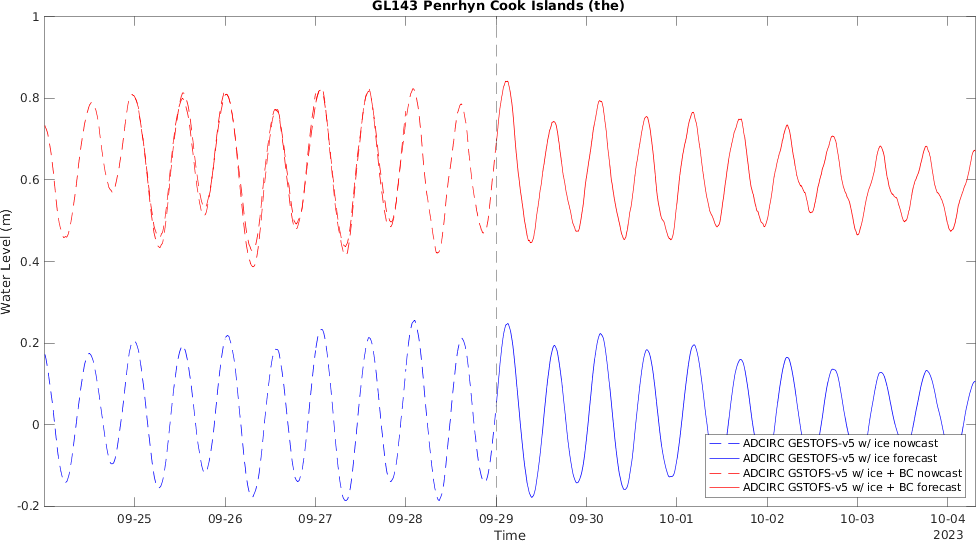 GL143 Penrhyn Cook Islands (the)
1
0.8
0.6
0.4
0.2
0
-0.2
Water Level (m)
ADCIRC GESTOFS-v5 w/ ice nowcast
ADCIRC GESTOFS-v5 w/ ice forecast
ADCIRC GSTOFS-v5 w/ ice + BC nowcast
ADCIRC GSTOFS-v5 w/ ice + BC forecast
09-25 09-26 09-27 09-28 09-29 09-30 10-01 10-02 10-03 10-04
Time
2023